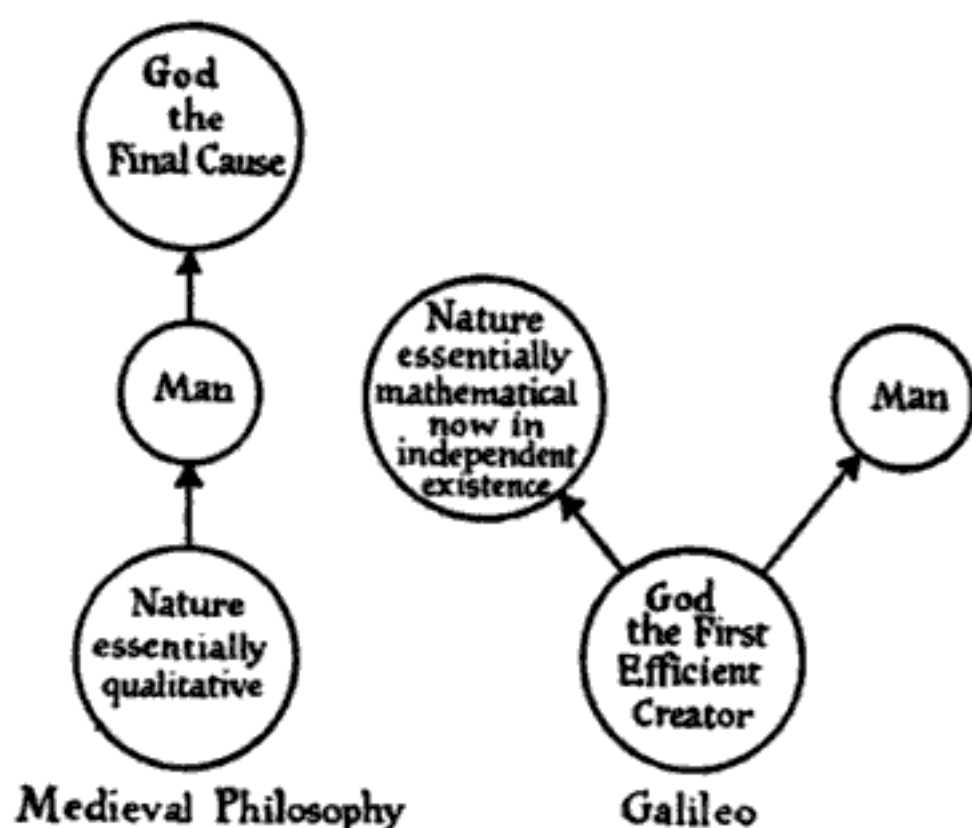 God
the
Final Cause
Man
Nature
essentially
qualitative
Medieval Philosophy
Nature
essentially
mathematical
now in
independent
existence
Man
God
the First
Efficient
Creator
Galileo